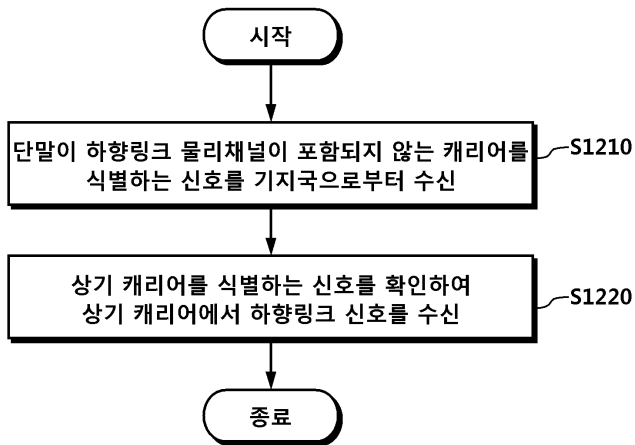 시작
단말이 하향링크 물리채널이 포함되지 않는 캐리어를
식별하는 신호를 기지국으로부터 수신
S1210
상기 캐리어를 식별하는 신호를 확인하여
상기 캐리어에서 하향링크 신호를 수신
S1220
종료